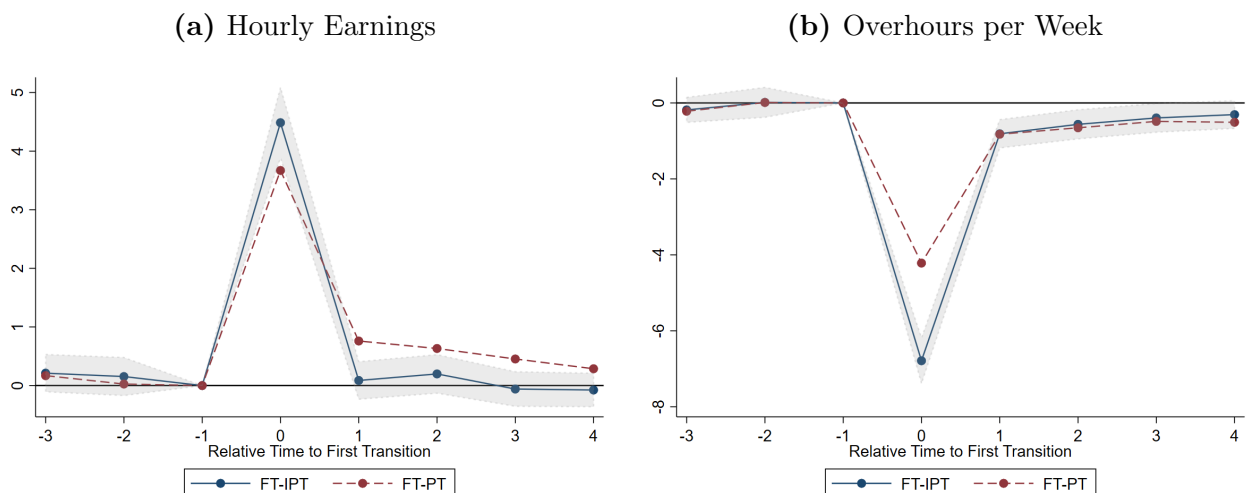 (a) Hourly Earnings
5
4
3
2
1
0
-3 -2 -1 0 1 2 3 4
Relative Time to First Transition
FT-IPT FT-PT
(b) Overhours per Week
0
-2
-4
-6
-8
-3 -2 -1 0 1 2 3 4
Relative Time to First Transition
FT-IPT FT-PT